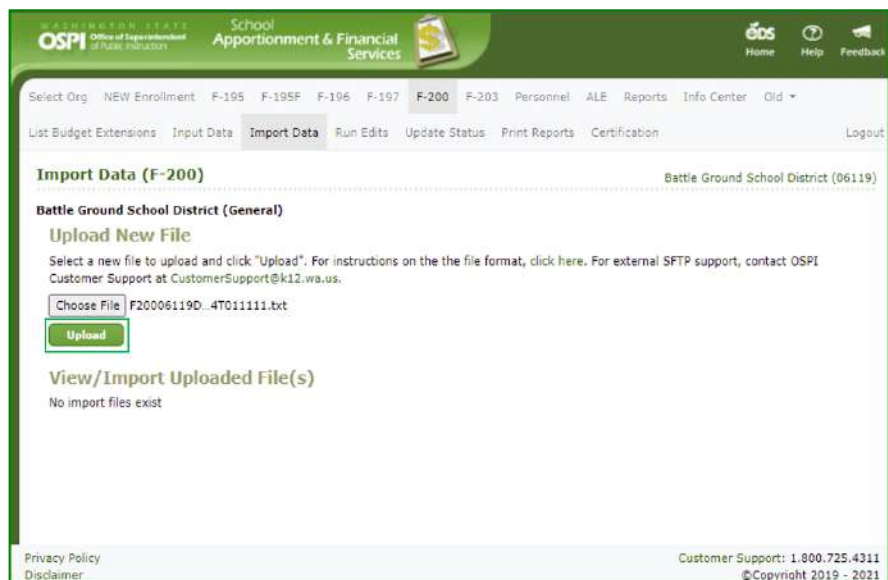 WASHINGTON STATE
OSPI Office of Superintendent
of Public Instruction
School
Apportionment & Financial
Services
EDS
Home Help Feedback
Select Org NEW Enrollment F-195 F-195F F-196 F-197 F-200 F-203 Personnel ALE Reports Info Center Old
List Budget Extensions Input Data Import Data Run Edits Update Status Print Reports Certification Logout
Import Data (F-200)
Battle Ground School District (06119)
Battle Ground School District (General)
Upload New File
Select a new file to upload and click "Upload". For instructions on the the file format, click here. For external SFTP support, contact OSPI
Customer Support at CustomerSupport@k12.wa.us.
Choose File F20006119D...4T011111.txt
Upload
View/Import Uploaded File(s)
No import files exist
Privacy Policy
Customer Support: 1.800.725.4311
Disclaimer
©Copyright 2019 - 2021